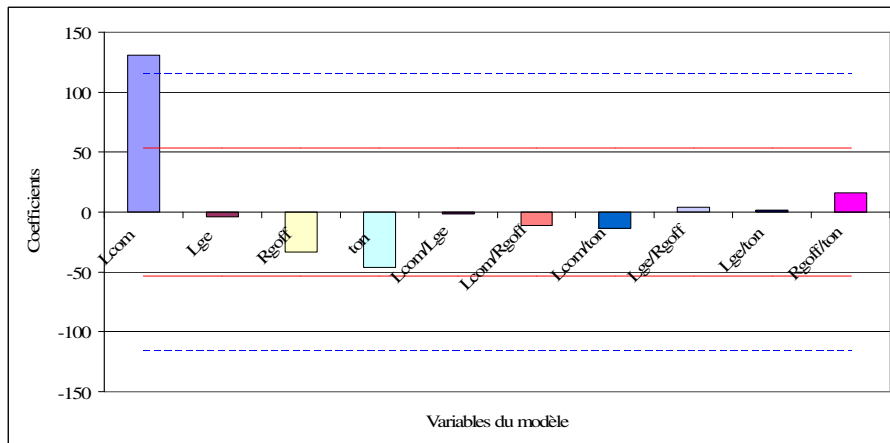 150
100
50
0
-50
-100
-150
Coefficients
Lcom
Lge
Rgoff
ton
Lcom/Lge
Lcom/Rgoff
Lcom/ton
Lge/Rgoff
Lge/ton
Rgoff/ton
Variables du modèle